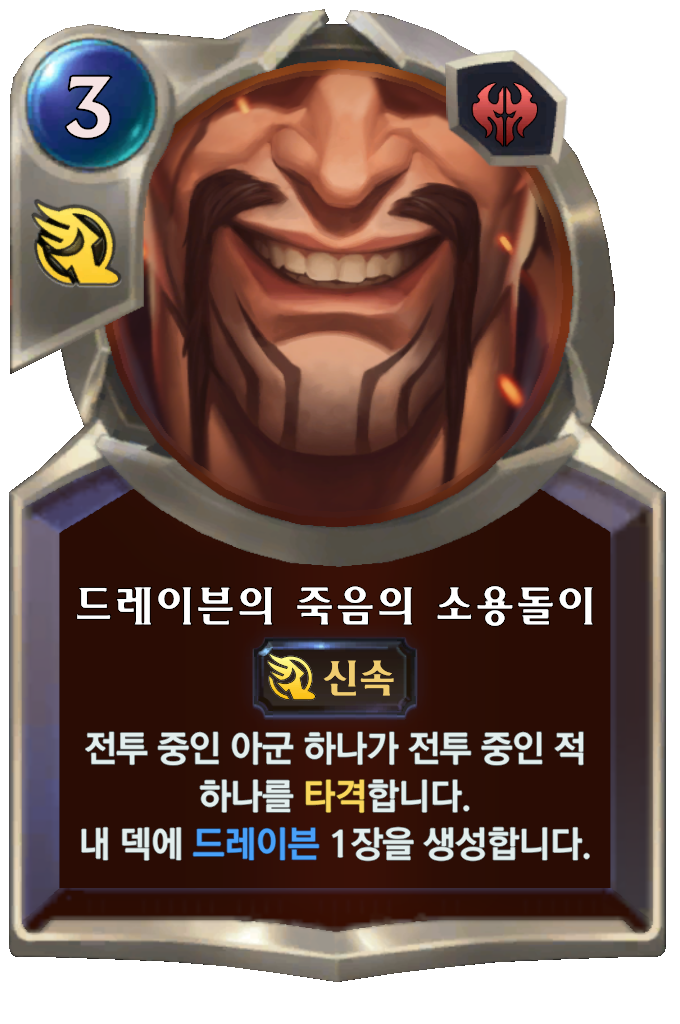 3
드레이븐의 죽음의 소용돌이
신속
전투 중인 아군 하나가 전투 중인 적
하나를 타격합니다.
내 덱에 드레이븐 1장을 생성합니다.